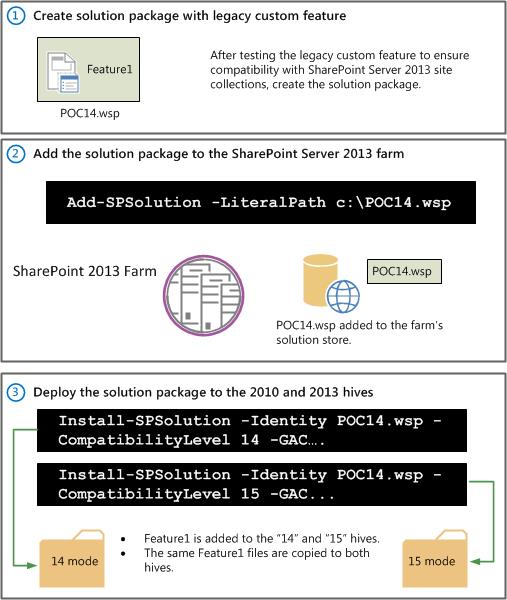 1 Create solution package with legacy custom feature
Feature1
POC14.wsp
After testing the legacy custom feature to ensure
compatibility with SharePoint Server 2013 site
collections, create the solution package.
2 Add the solution package to the SharePoint Server 2013 farm
Add-SPSolution -LiteralPath c:\POC14.wsp
SharePoint 2013 Farm
POC14.wsp
POC14.wsp added to the farm's
solution store.
3 Deploy the solution package to the 2010 and 2013 hives
Install-SPSolution -Identity POC14.wsp -
CompatibilityLevel 14 -GAC….
Install-SPSolution -Identity POC14.wsp -
CompatibilityLevel 15 -GAC...
14 mode
• Feature1 is added to the “14” and “15” hives.
• The same Feature1 files are copied to both
hives.
15 mode